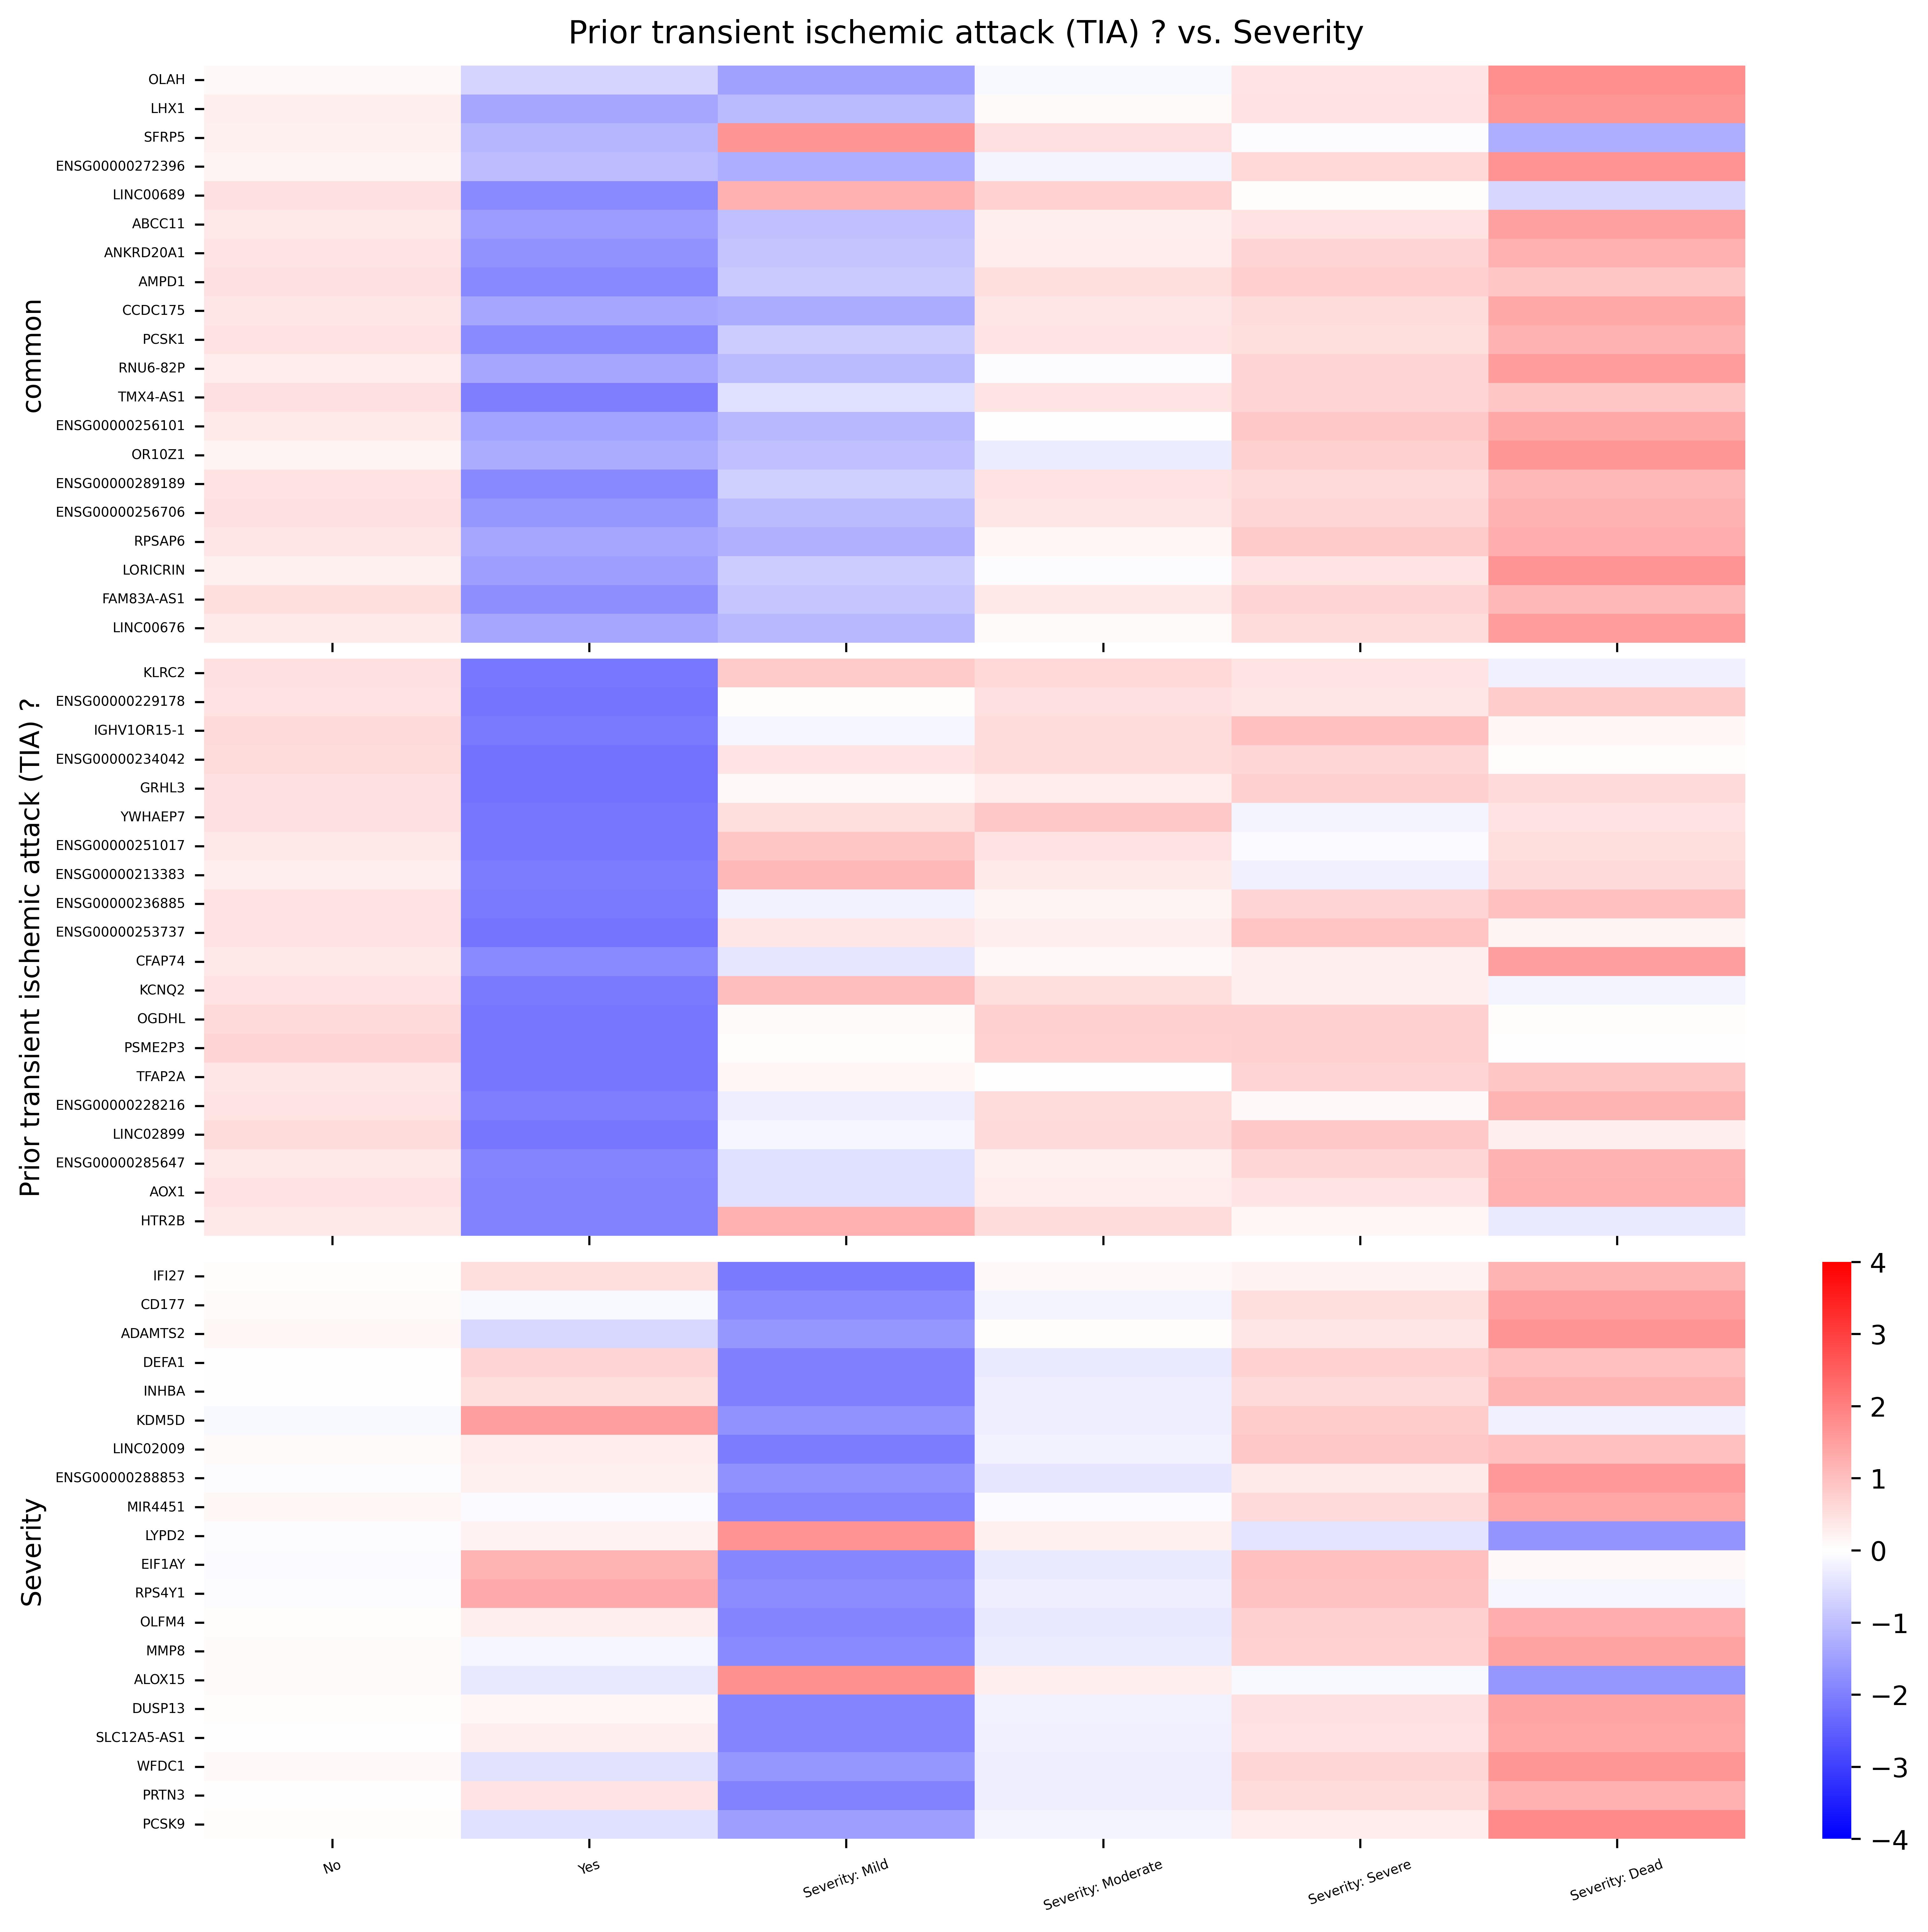 Prior transient ischemic attack (TIA) ? vs. Severity
common
OLAH
LHX1
SFRP5
ENSG00000272396
LINC00689
ABCC11
ANKRD20A1
AMPD1
CCDC175
PCSK1
RNU6-82P
TMX4-AS1
ENSG00000256101
OR10Z1
ENSG00000289189
ENSG00000256706
RPSAP6
LORICRIN
FAM83A-AS1
LINC00676
Prior transient ischemic attack (TIA) ?
KLRC2
ENSG00000229178
IGHV1OR15-1
ENSG00000234042
GRHL3
YWHAEP7
ENSG00000251017
ENSG00000213383
ENSG00000236885
ENSG00000253737
CFAP74
KCNQ2
OGDHL
PSME2P3
TFAP2A
ENSG00000228216
LINC02899
ENSG00000285647
AOX1
HTR2B
Severity
IFI27
CD177
ADAMTS2
DEFA1
INHBA
KDM5D
LINC02009
ENSG00000288853
MIR4451
LYPD2
EIF1AY
RPS4Y1
OLFM4
MMP8
ALOX15
DUSP13
SLC12A5-AS1
WFDC1
PRTN3
PCSK9
No
Yes
Severity: Mild
Severity: Moderate
Severity: Severe
Severity: Dead
4
3
2
1
0
−1
−2
−3
−4